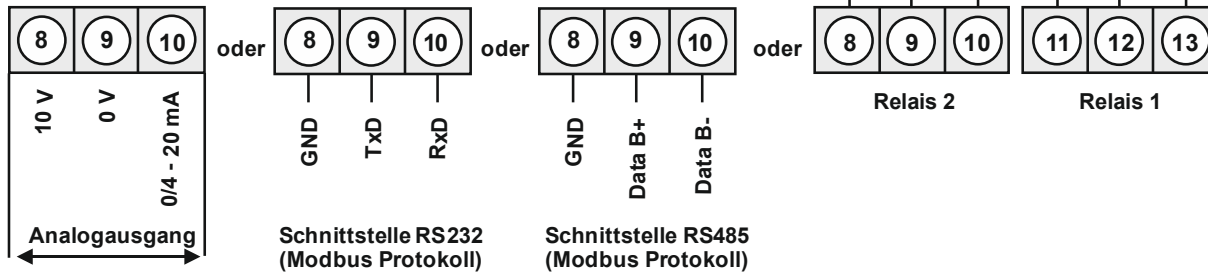 8 9 10 oder 8 9 10 oder 8 9 10 oder 8 9 10 11 12 13
10 V
0 V
0/4 - 20 mA
Analogausgang
GND
TxD
RxD
Schnittstelle RS232
(Modbus Protokoll)
GND
Data B+
Data B-
Schnittstelle RS485
(Modbus Protokoll)
Relais 2
Relais 1